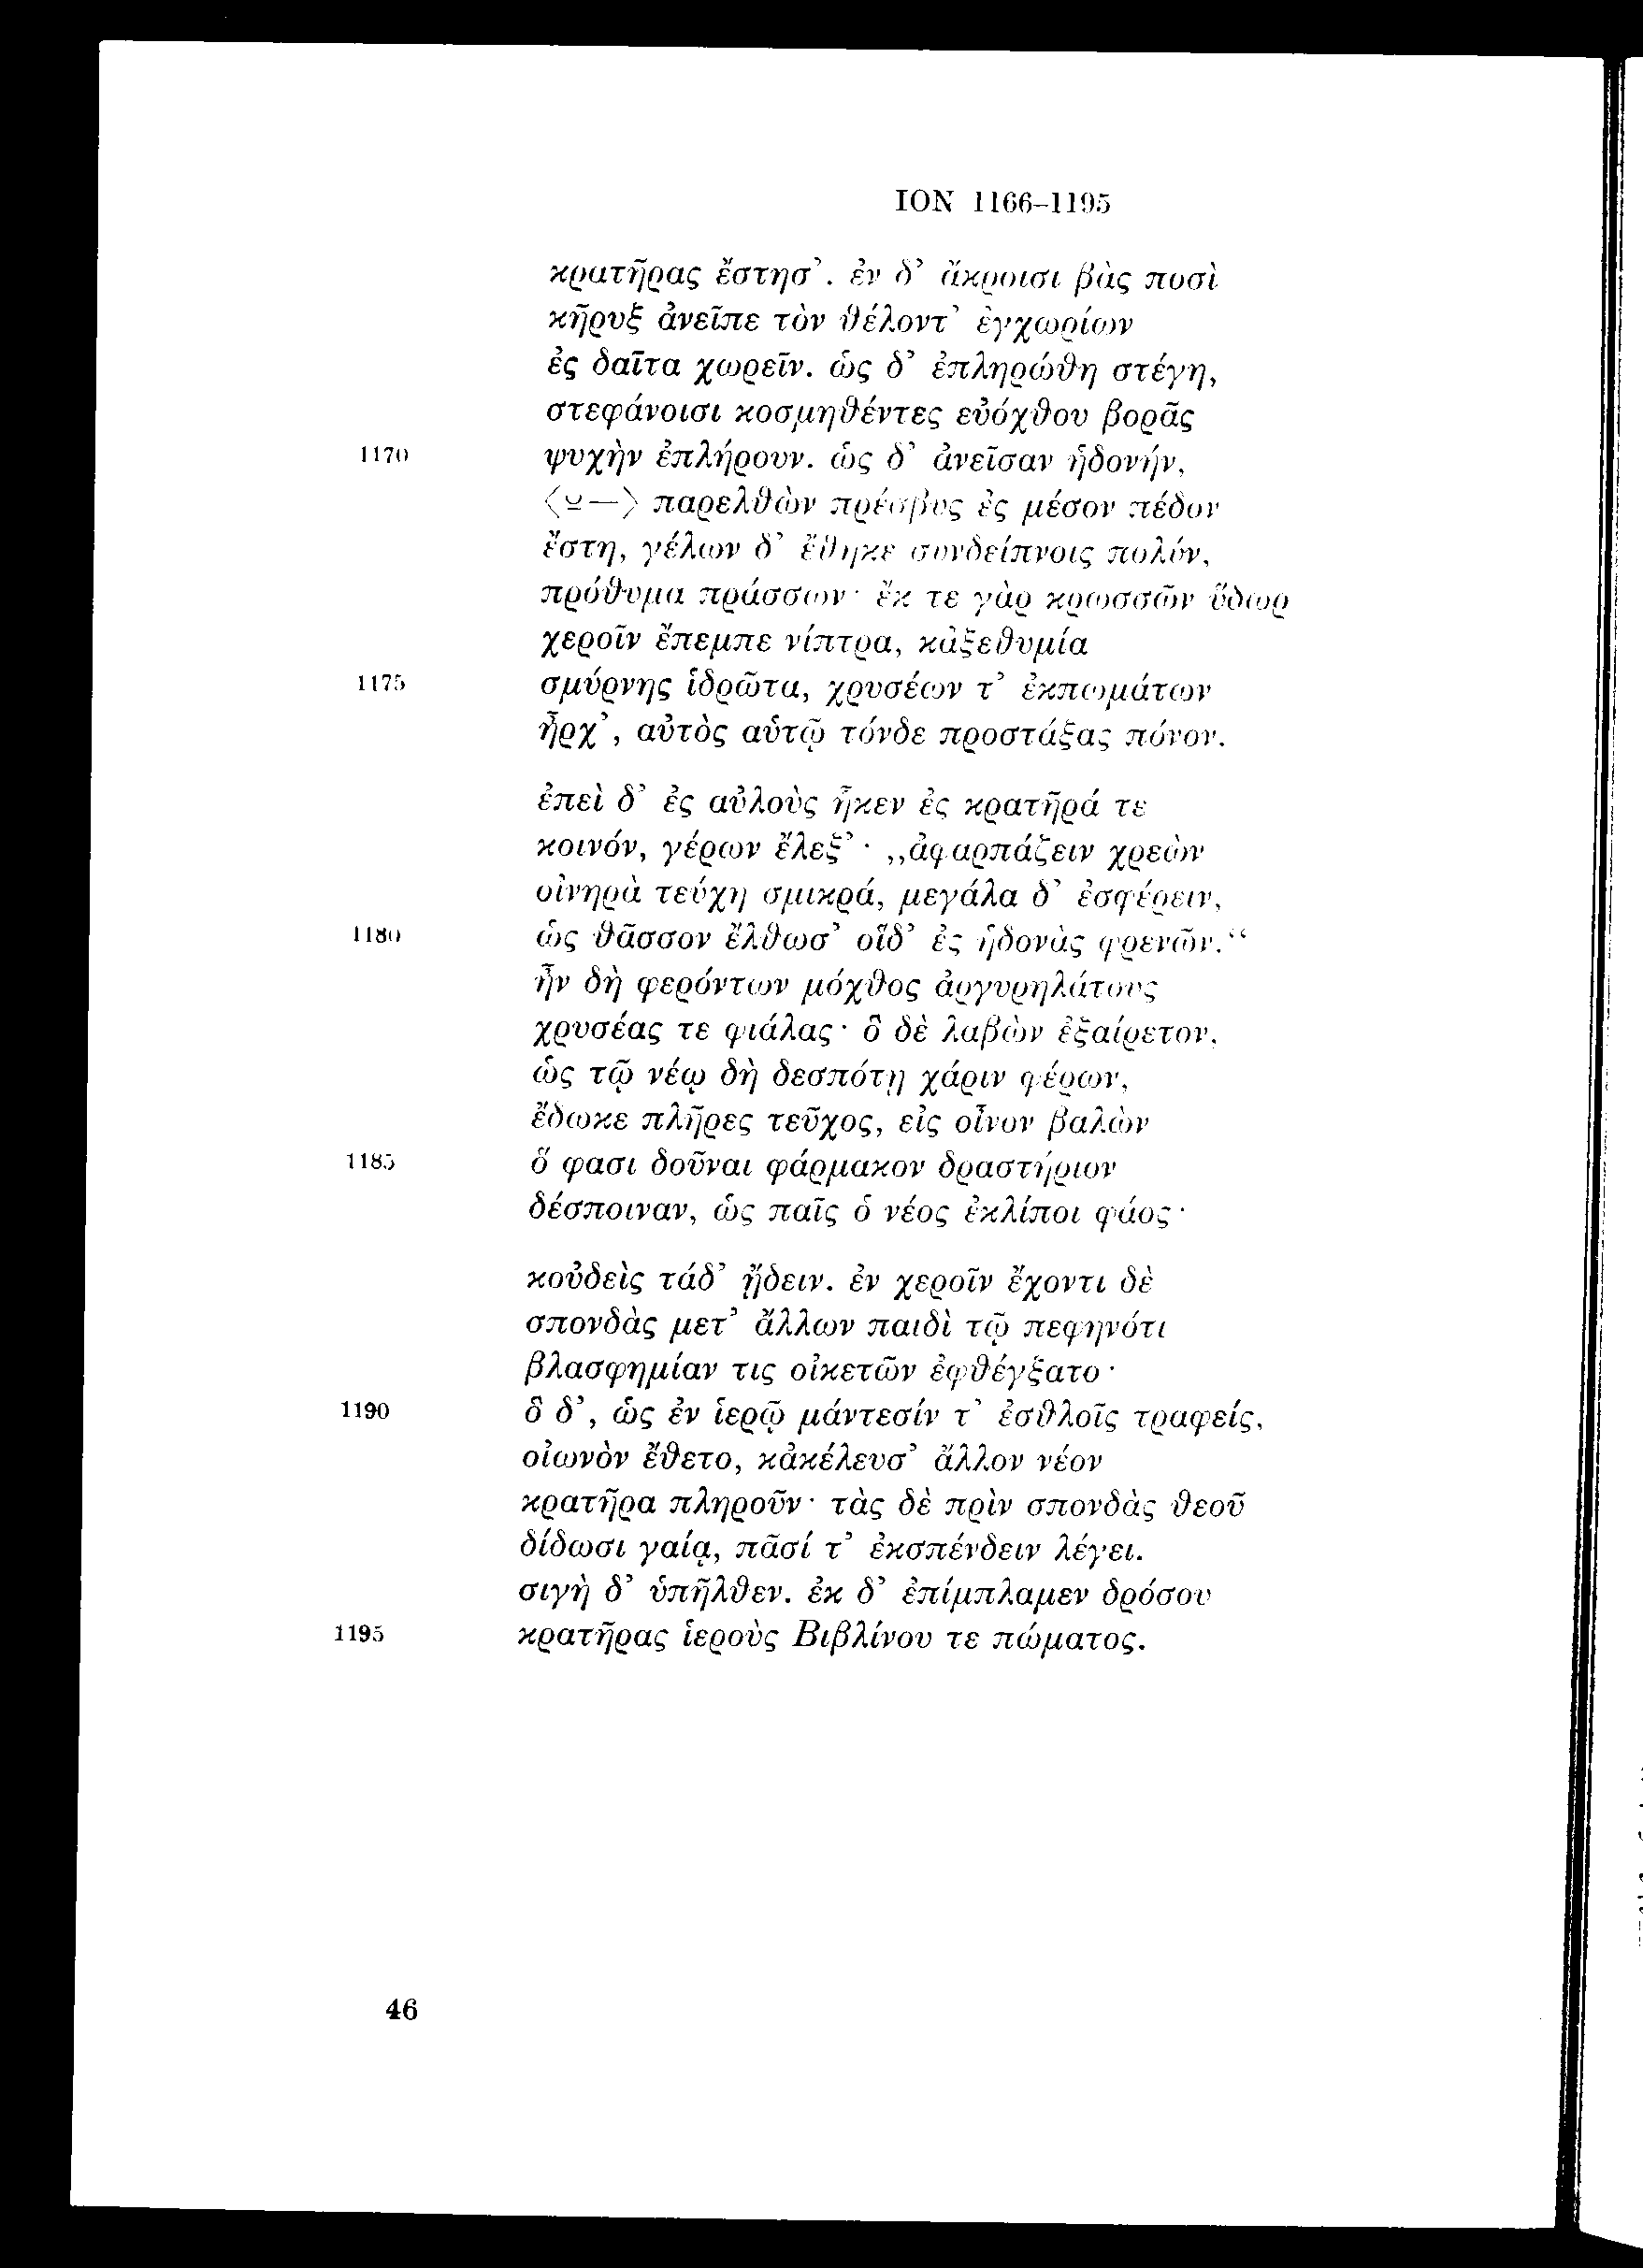 ION 1166–1195
κρατῆρας ἔστησ᾽. ἐν δ᾽ ἄκροισι βὰς ποσὶ
κῆρυξ ἀνεῖπε τὸν θέλοντ᾽ ἐγχωρίων
ἐς δαῖτα χωρεῖν. ὡς δ᾽ ἐπληρώθη στέγη,
στεφάνοισι κοσμηθέντες εὐόχθου βορᾶς
1170 ψυχὴν ἐπλήρουν. ὡς δ᾽ ἀνεῖσαν ἡδονήν,
⟨⏓—⟩ παρελθὼν πρέσβυς ἐς μέσον πέδον
ἔστη, γέλων δ᾽ ἔθηκε συνδείπνοις πολύν,
πρόθυμα πράσσων· ἔκ τε γὰρ κρωσσῶν ὕδωρ
χεροῖν ἔπεμπε νίπτρα, κἀξεθυμία
1175 σμύρνης ἱδρῶτα, χρυσέων τ᾽ ἐκπωμάτων
ἦρχ᾽, αὐτὸς αὑτῷ τόνδε προστάξας πόνον.
ἐπεὶ δ᾽ ἐς αὐλοὺς ἧκεν ἐς κρατῆρά τε
κοινόν, γέρων ἔλεξ᾽· „ἀφαρπάζειν χρεὼν
οἰνηρὰ τεύχη σμικρά, μεγάλα δ᾽ ἐσφέρειν,
1180 ὡς θᾶσσον ἔλθωσ᾽ οἵδ᾽ ἐς ἡδονὰς φρενῶν.“
ἦν δὴ φερόντων μόχθος ἀργυρηλάτους
χρυσέας τε φιάλας· ὃ δὲ λαβὼν ἐξαίρετον,
ὡς τῷ νέῳ δὴ δεσπότῃ χάριν φέρων,
ἔδωκε πλῆρες τεῦχος, εἰς οἶνον βαλὼν
1185 ὅ φασι δοῦναι φάρμακον δραστήριον
δέσποιναν, ὡς παῖς ὁ νέος ἐκλίποι φάος·
κοὐδεὶς τάδ᾽ ᾔδειν. ἐν χεροῖν ἔχοντι δὲ
σπονδὰς μετ᾽ ἄλλων παιδὶ τῷ πεφηνότι
βλασφημίαν τις οἰκετῶν ἐφθέγξατο·
1190 ὃ δ᾽, ὡς ἐν ἱερῷ μάντεσίν τ᾽ ἐσθλοῖς τραφείς,
οἰωνὸν ἔθετο, κἀκέλευσ᾽ ἄλλον νέον
κρατῆρα πληροῦν· τὰς δὲ πρὶν σπονδὰς θεοῦ
δίδωσι γαίᾳ, πᾶσί τ᾽ ἐκσπένδειν λέγει.
σιγὴ δ᾽ ὑπῆλθεν. ἐκ δ᾽ ἐπίμπλαμεν δρόσου
1195 κρατῆρας ἱεροὺς Βιβλίνου τε πώματος.
46